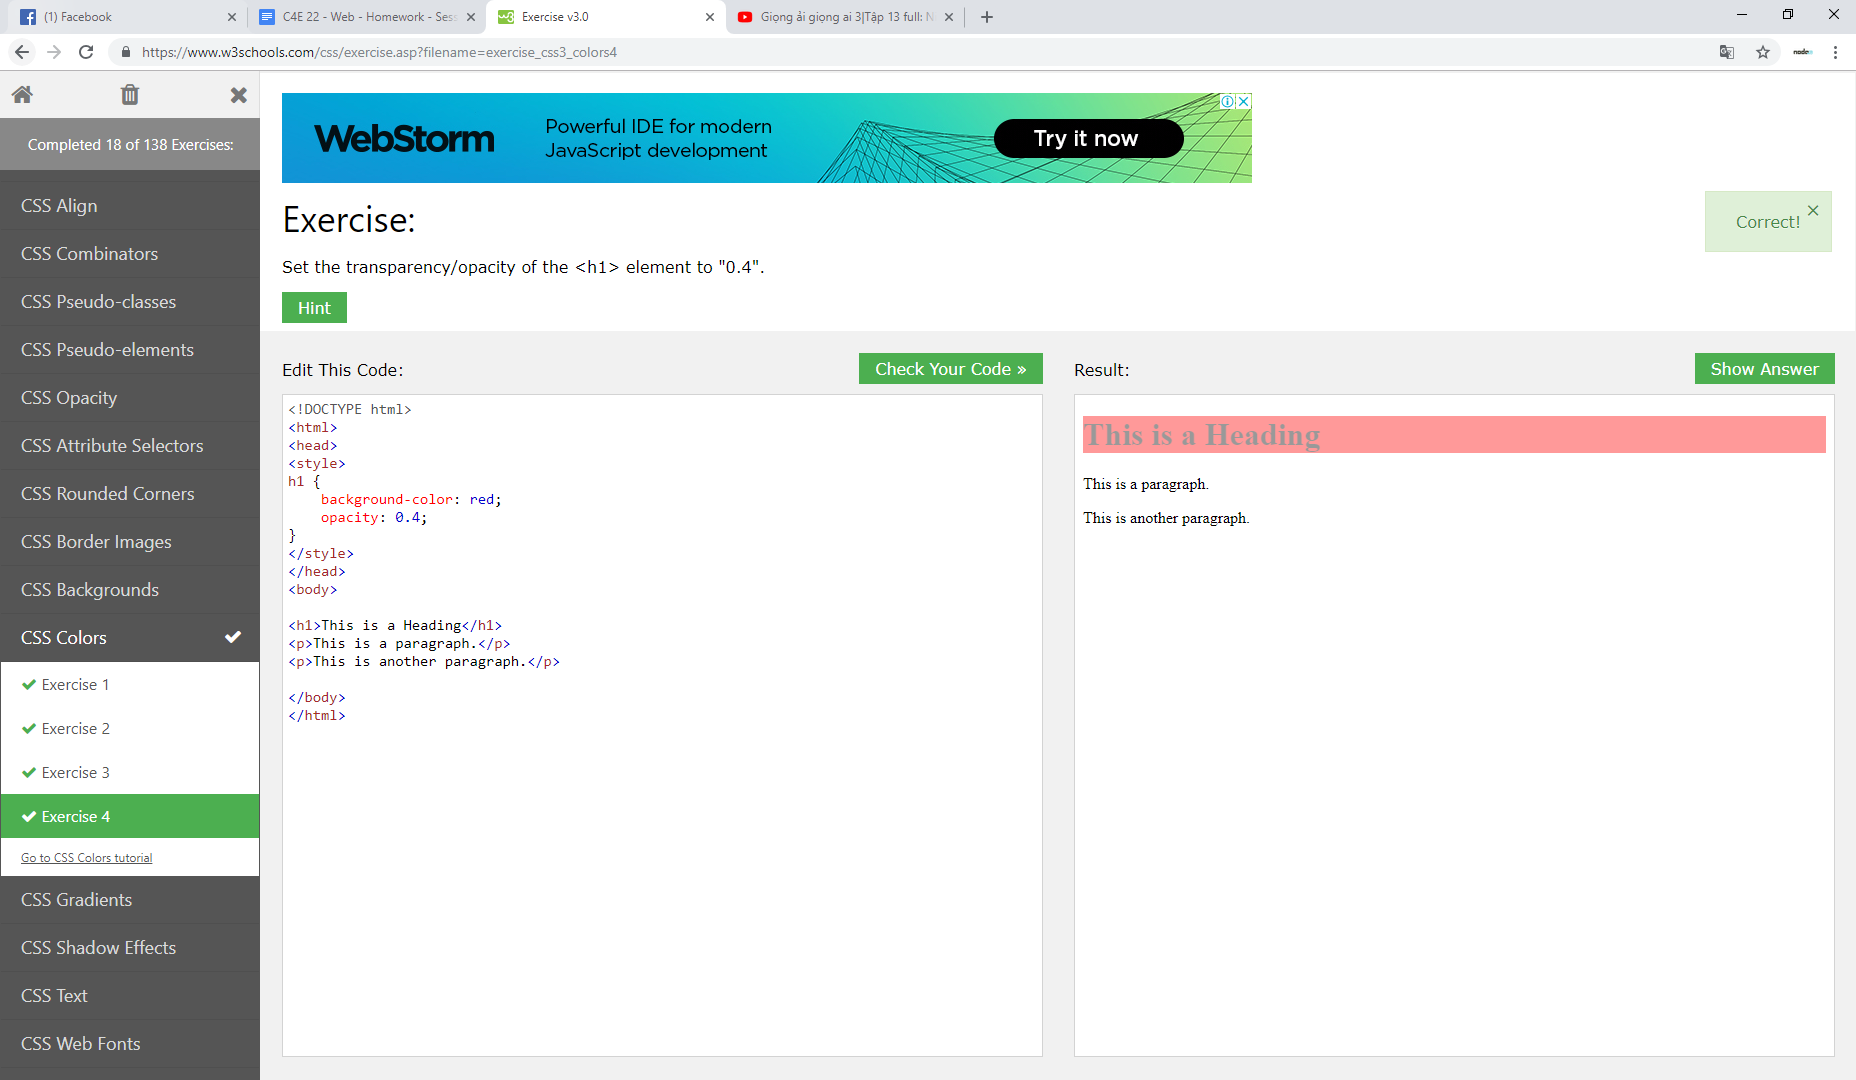 (1) Facebook
C4E 22 - Web - Homework - Sess
Exercise v3.0
Giọng ải giọng ai 3|Tập 13 full: N
https://www.w3schools.com/css/exercise.asp?filename=exercise_css3_colors4
Completed 18 of 138 Exercises:
CSS Align
CSS Combinators
CSS Pseudo-classes
CSS Pseudo-elements
CSS Opacity
CSS Attribute Selectors
CSS Rounded Corners
CSS Border Images
CSS Backgrounds
CSS Colors
Exercise 1
Exercise 2
Exercise 3
Exercise 4
Go to CSS Colors tutorial
CSS Gradients
CSS Shadow Effects
CSS Text
CSS Web Fonts
WebStorm
Powerful IDE for modern
JavaScript development
Try it now
Exercise:
Correct!
Set the transparency/opacity of the <h1> element to "0.4".
Hint
Edit This Code:
Check Your Code »
<!DOCTYPE html>
<html>
<head>
<style>
h1 {
    background-color: red;
    opacity: 0.4;
}
</style>
</head>
<body>
<h1>This is a Heading</h1>
<p>This is a paragraph.</p>
<p>This is another paragraph.</p>
</body>
</html>
Result:
Show Answer
This is a Heading
This is a paragraph.
This is another paragraph.